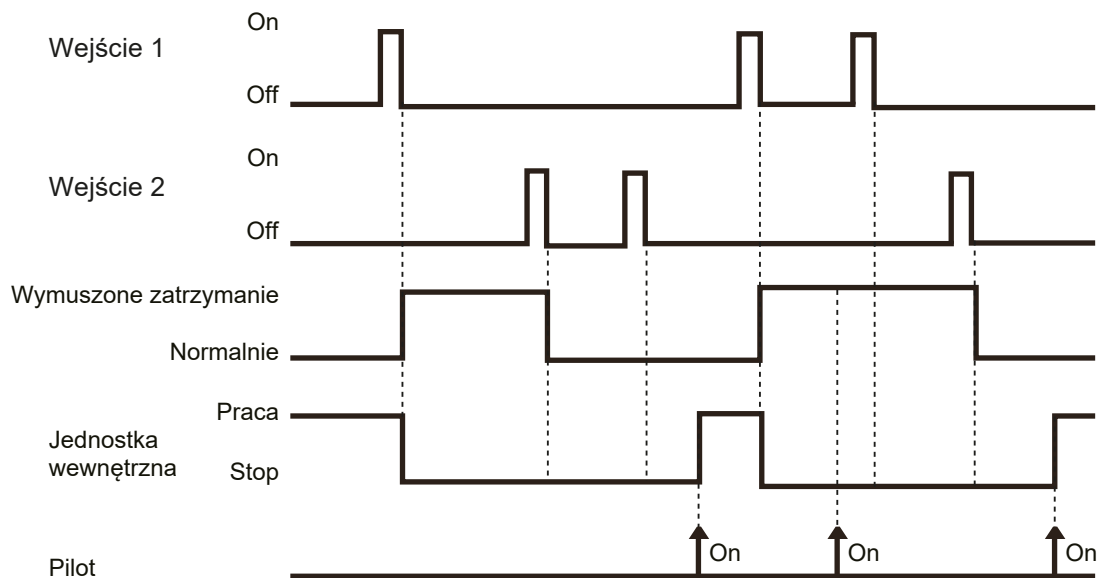 On
Wejście 1
Off
On
Wejście 2
Off
Wymuszone zatrzymanie
Normalnie
Praca
Jednostka
wewnętrzna
Stop
On
On
On
Pilot